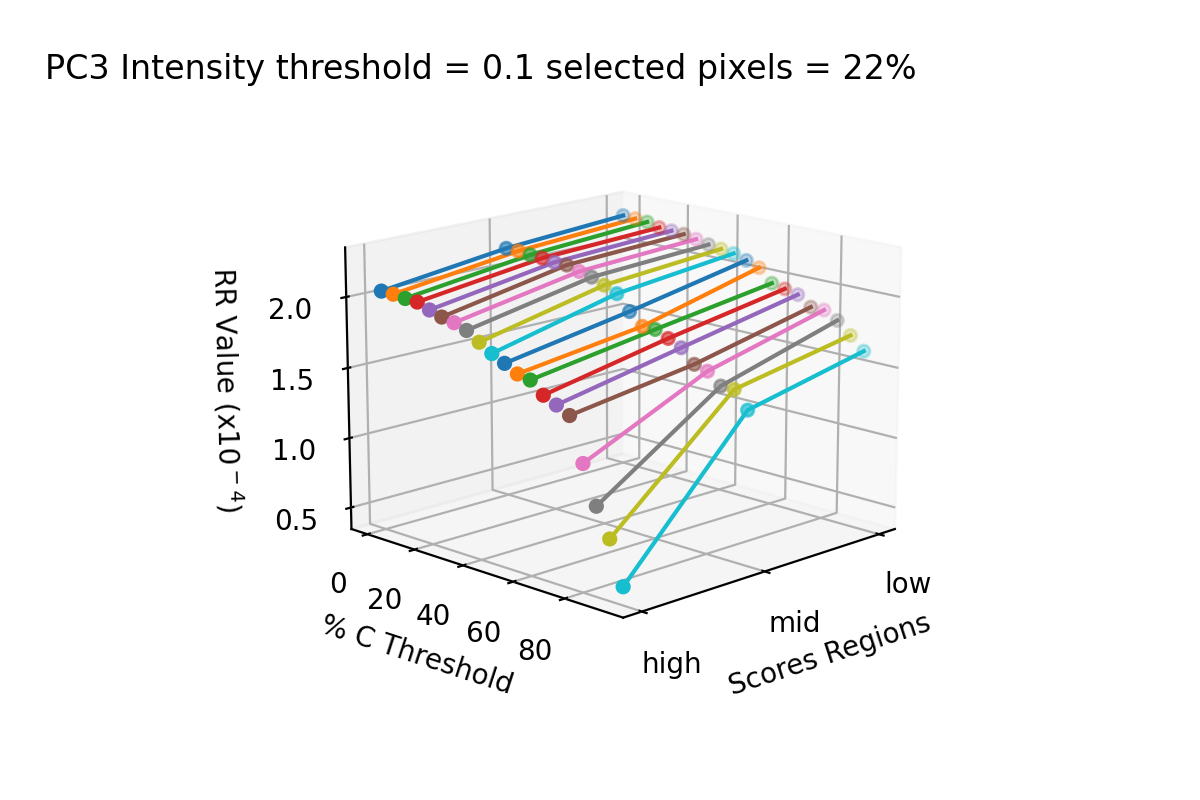 PC3 Intensity threshold = 0.1 selected pixels = 22%
RR Value (x10⁻⁴)
2.0
1.5
1.0
0.5
0
20
40
60
80
% C Threshold
high
mid
low
Scores Regions